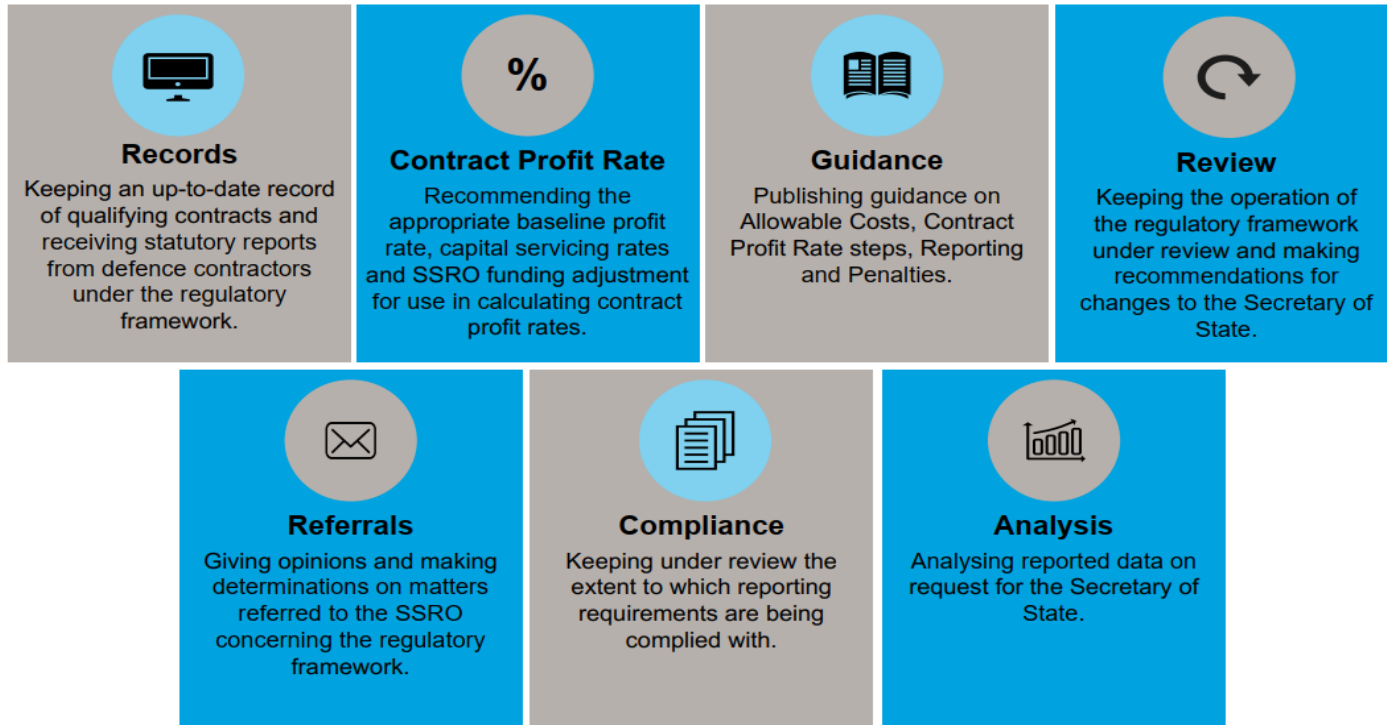 Records
Keeping an up-to-date record
of qualifying contracts and
receiving statutory reports
from defence contractors
under the regulatory
framework.
%
Contract Profit Rate
Recommending the
appropriate baseline profit
rate, capital servicing rates
and SSRO funding adjustment
for use in calculating contract
profit rates.
Guidance
Publishing guidance on
Allowable Costs, Contract
Profit Rate steps, Reporting
and Penalties.
Review
Keeping the operation of
the regulatory framework
under review and making
recommendations for
changes to the Secretary of
State.
Referrals
Giving opinions and making
determinations on matters
referred to the SSRO
concerning the regulatory
framework.
Compliance
Keeping under review the
extent to which reporting
requirements are being
complied with.
Analysis
Analysing reported data on
request for the Secretary of
State.